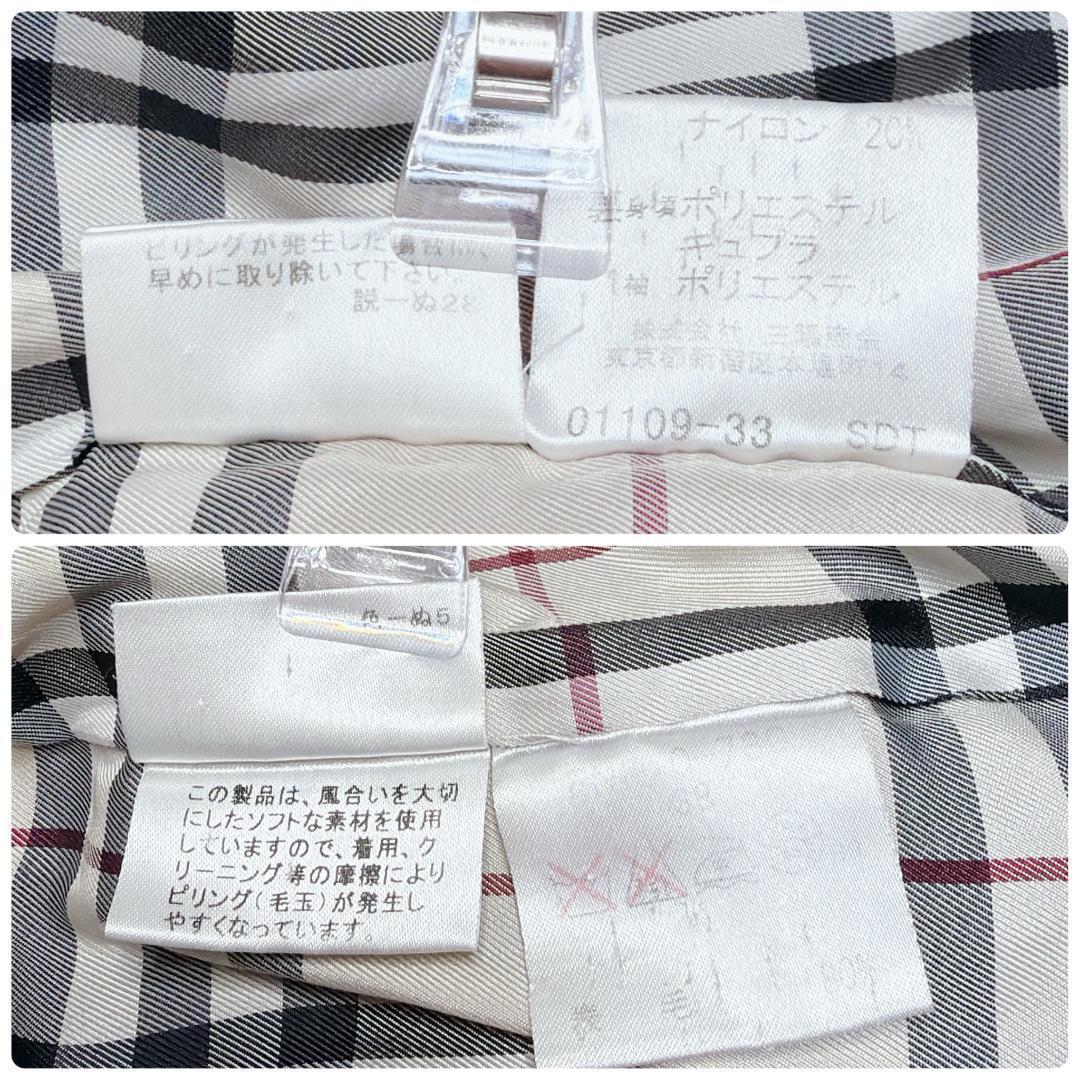 ナイロン 20%
裏身頃ポリエステル
キュプラ
袖 ポリエステル
株式会社 三陽商会
東京都新宿区本塩町14
01109-33 SDT
ピリングが発生した場合は、
早めに取り除いて下さい
説ーぬ28
ぬ5
この製品は、風合いを大切
にしたソフトな素材を使用
していますので、着用、ク
リーニング等の摩擦により
ピリング(毛玉)が発生し
やすくなっています。
毛
80%